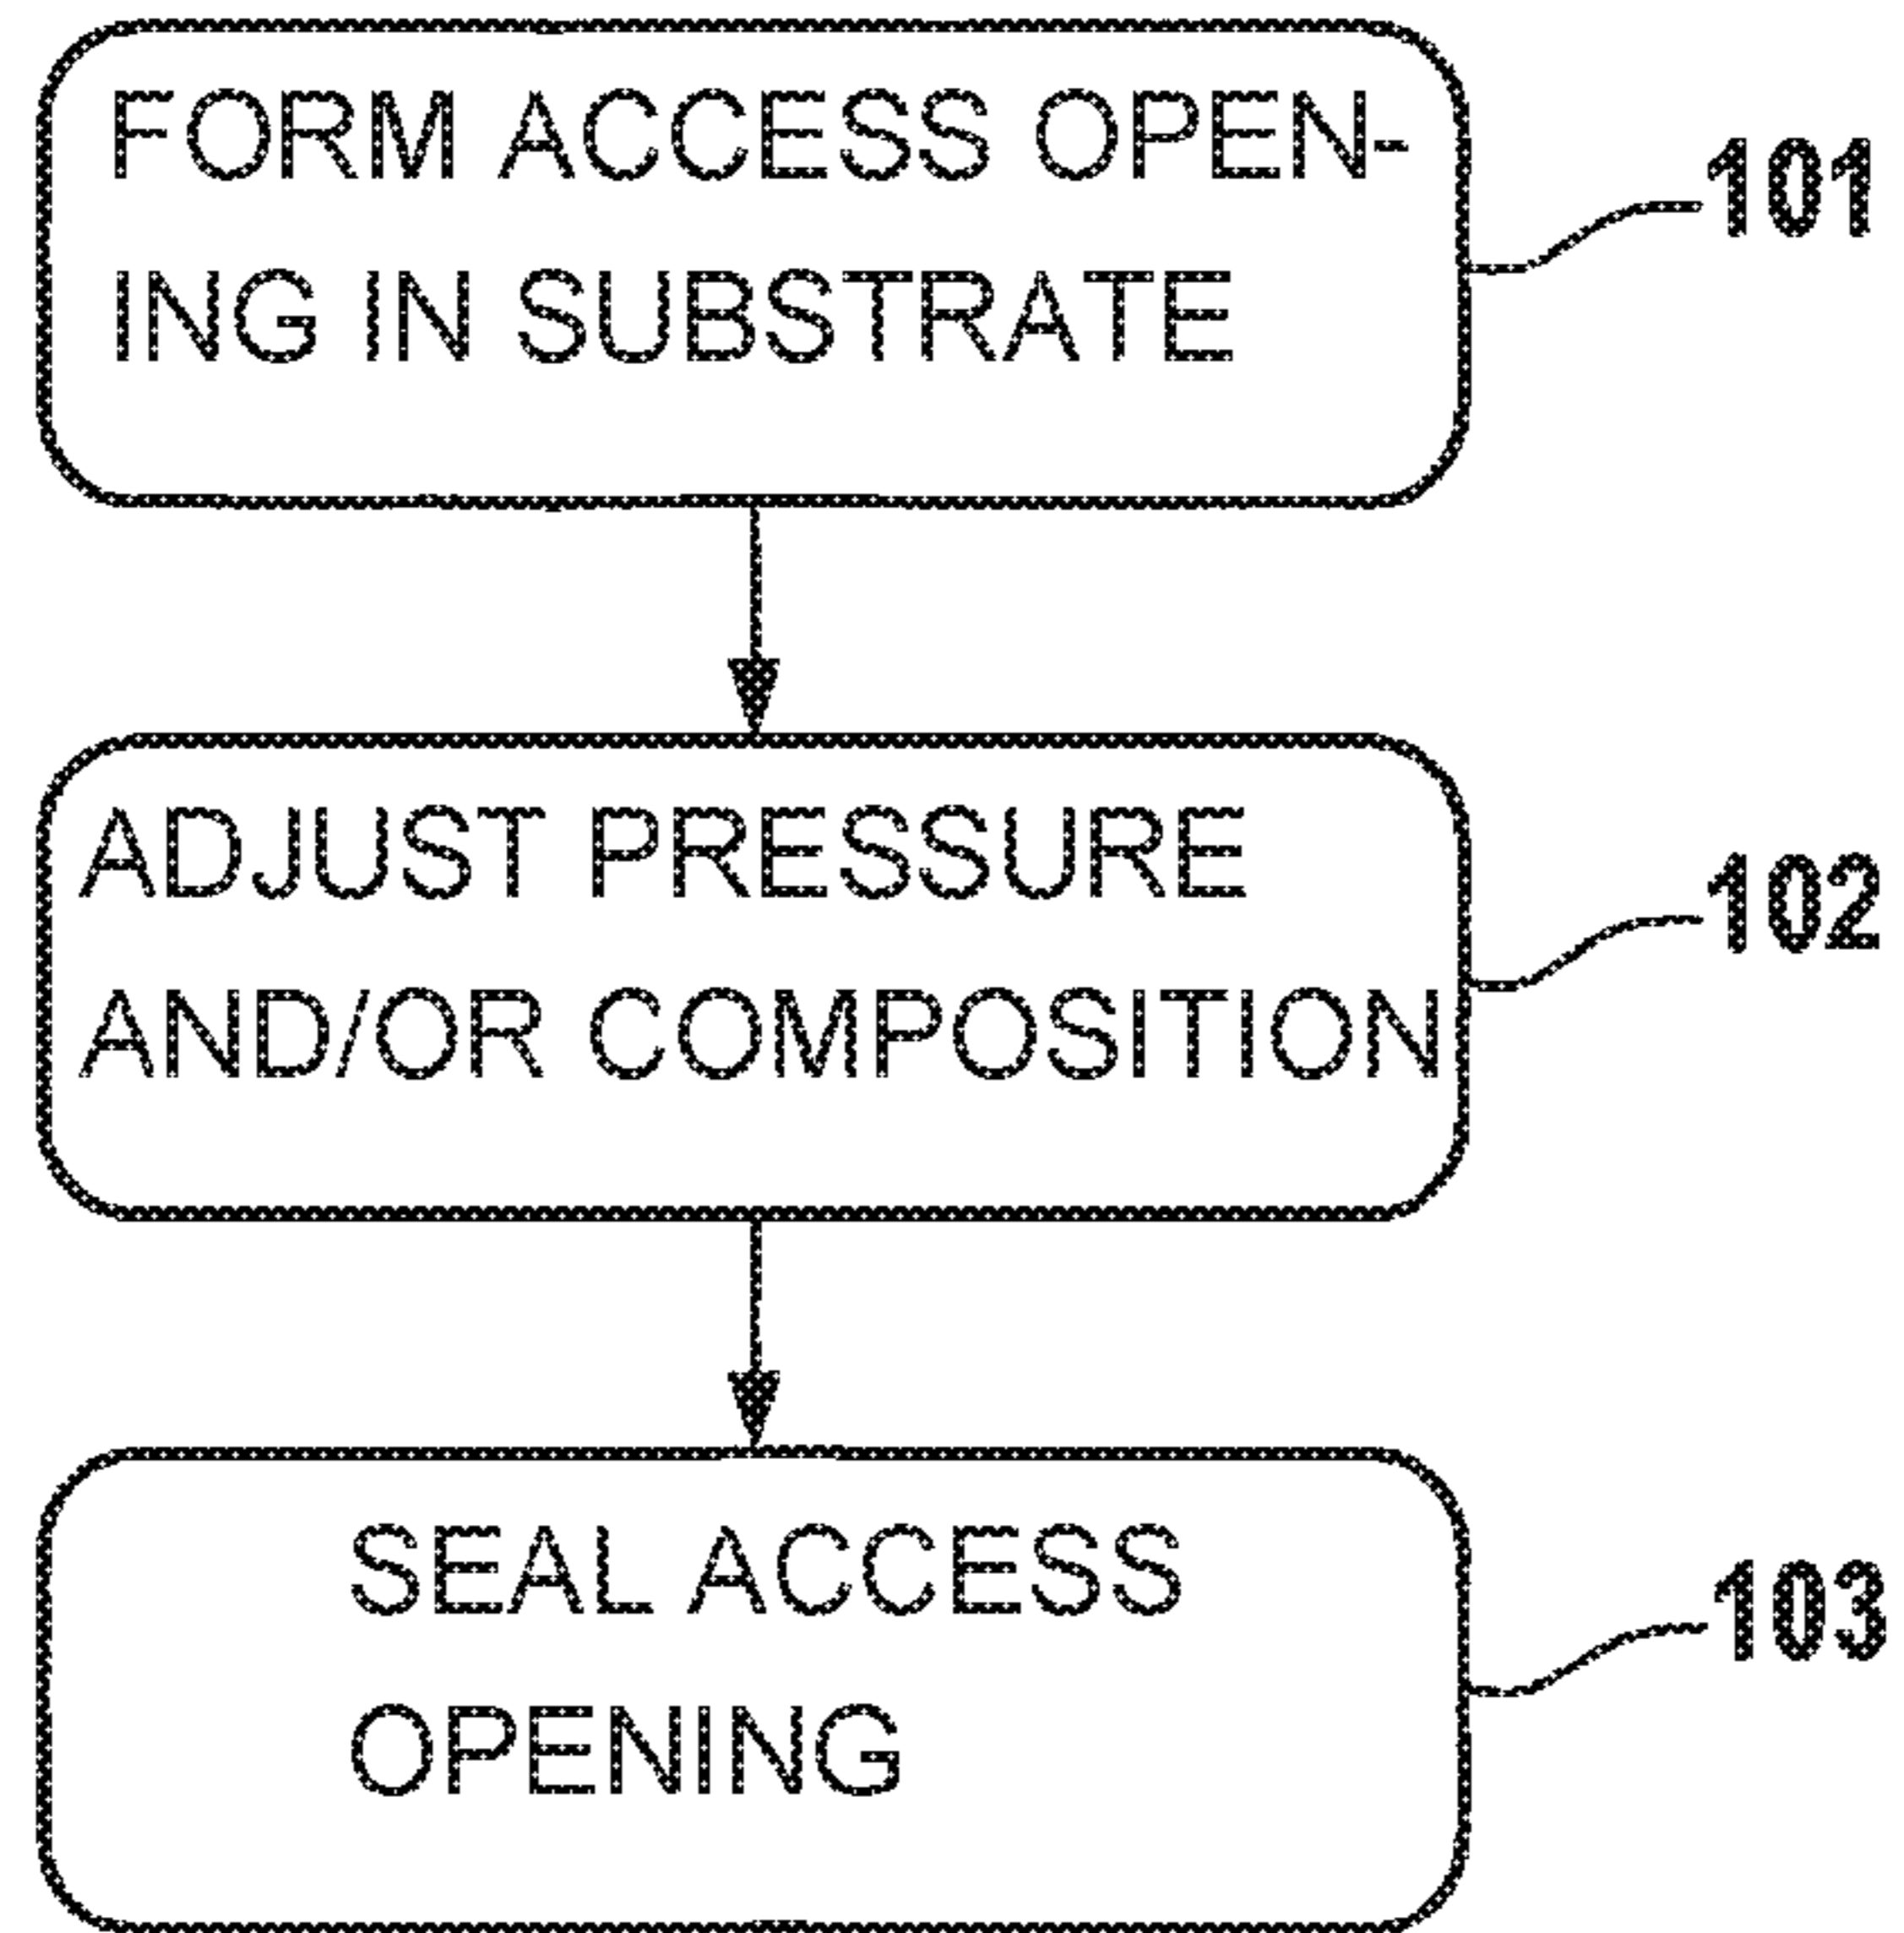 FORM ACCESS OPEN-
ING IN SUBSTRATE
101
ADJUST PRESSURE
AND/OR COMPOSITION
102
SEAL ACCESS
OPENING
103